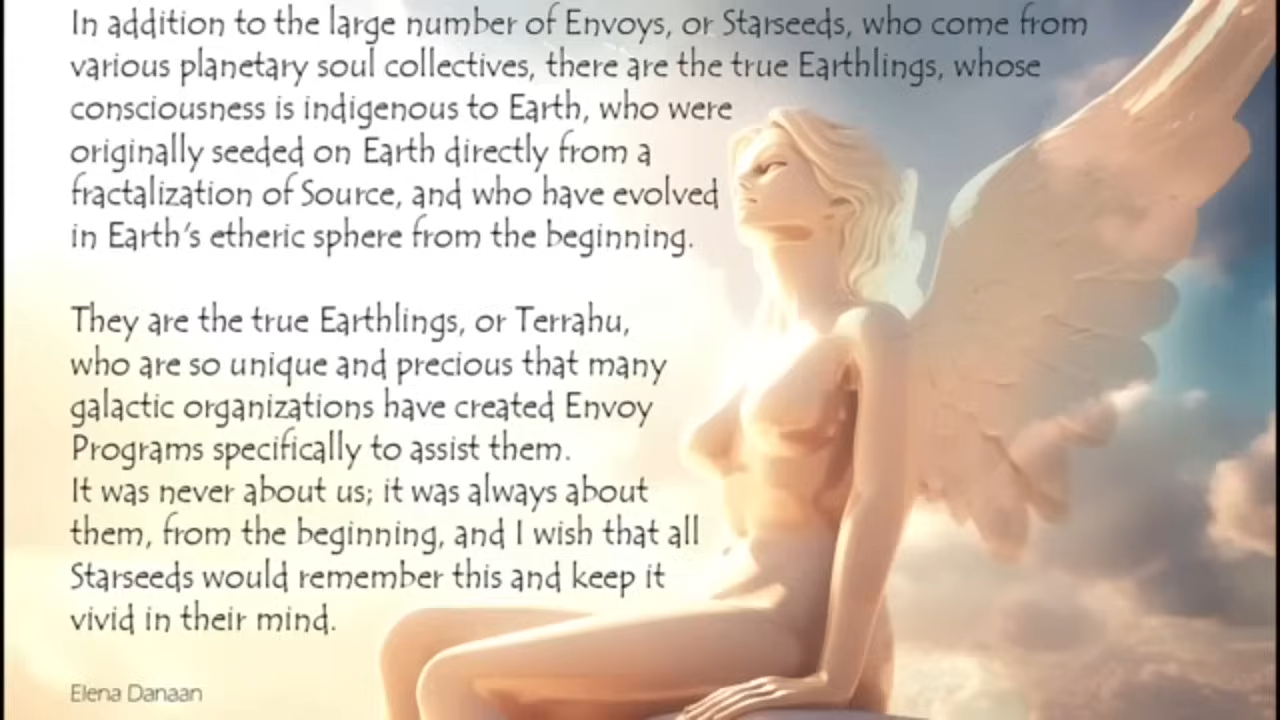 In addition to the large number of Envoys, or Starseeds, who come from
various planetary soul collectives, there are the true Earthlings, whose
consciousness is indigenous to Earth, who were
originally seeded on Earth directly from a
fractalization of Source, and who have evolved
in Earth's etheric sphere from the beginning.
They are the true Earthlings, or Terrahu,
who are so unique and precious that many
galactic organizations have created Envoy
Programs specifically to assist them.
It was never about us; it was always about
them, from the beginning, and I wish that all
Starseeds would remember this and keep it
vivid in their mind.
Elena Danaan